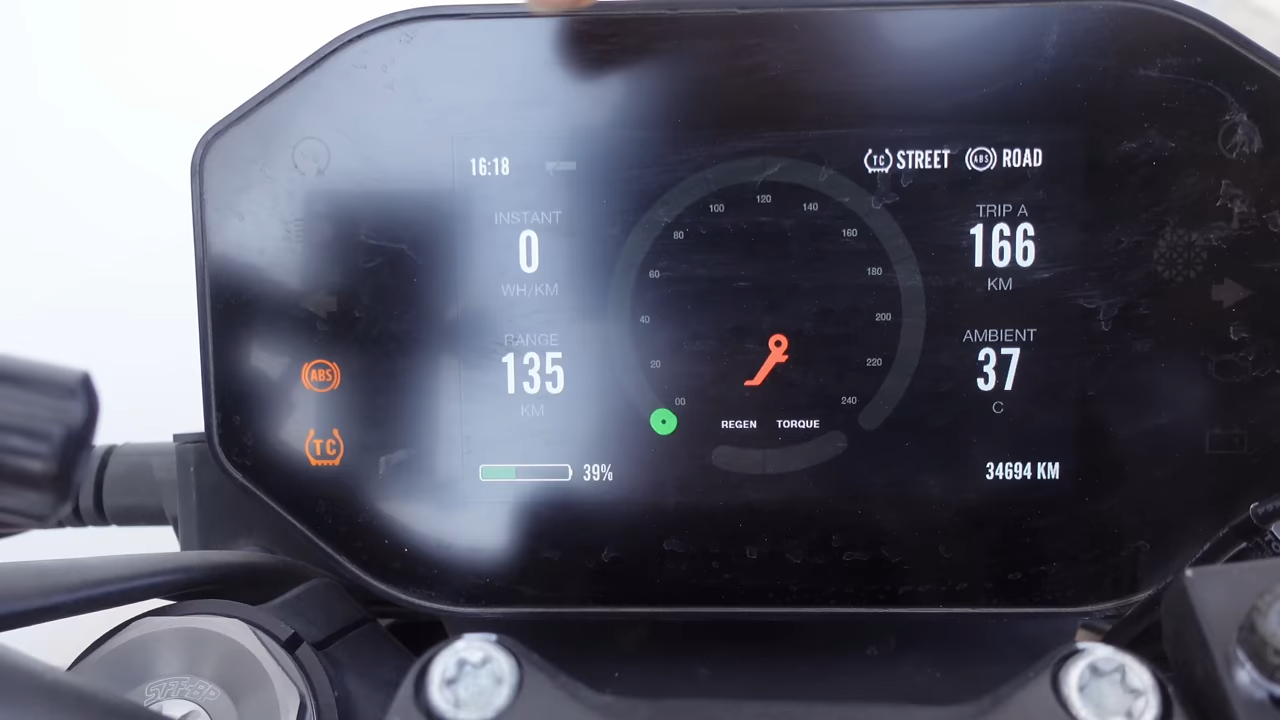 16:18
TC STREET ABS ROAD
INSTANT
0
WH/KM
TRIP A
166
KM
RANGE
135
KM
AMBIENT
37
C
00
20
40
60
80
100
120
140
160
180
200
220
240
REGEN TORQUE
39%
34694 KM
ABS
TC
SFF-BP